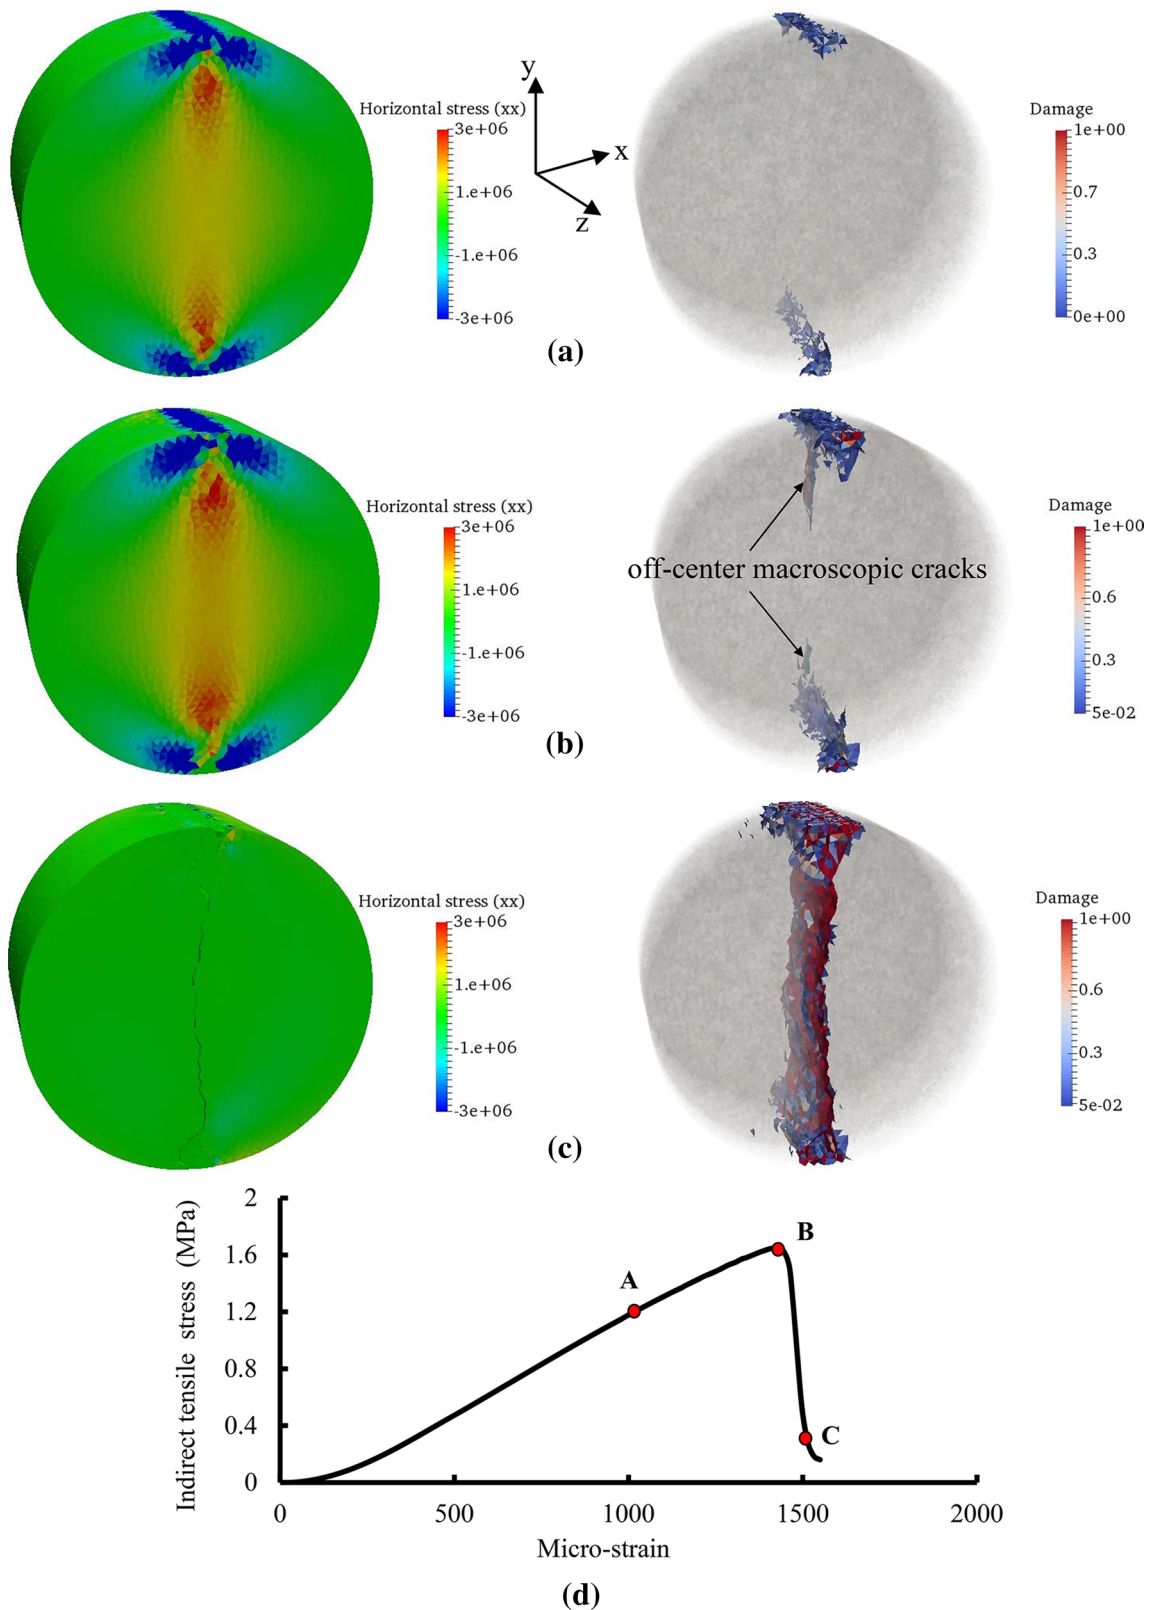 y
x
z
Horizontal stress (xx)
3e+06
1.e+06
-1.e+06
-3e+06
Damage
1e+00
0.7
0.3
0e+00
(a)
Horizontal stress (xx)
3e+06
1.e+06
-1.e+06
-3e+06
off-center macroscopic cracks
Damage
1e+00
0.6
0.3
5e-02
(b)
Horizontal stress (xx)
3e+06
1.e+06
-1.e+06
-3e+06
Damage
1e+00
0.6
0.3
5e-02
(c)
Indirect tensile stress (MPa)
2
1.6
1.2
0.8
0.4
0
A
B
C
0 500 1000 1500 2000
Micro-strain
(d)